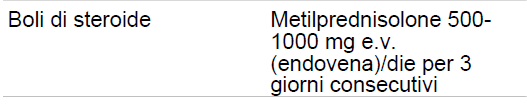 Boli di steroide
Metilprednisolone 500-
1000 mg e.v.
(endovena)/die per 3
giorni consecutivi